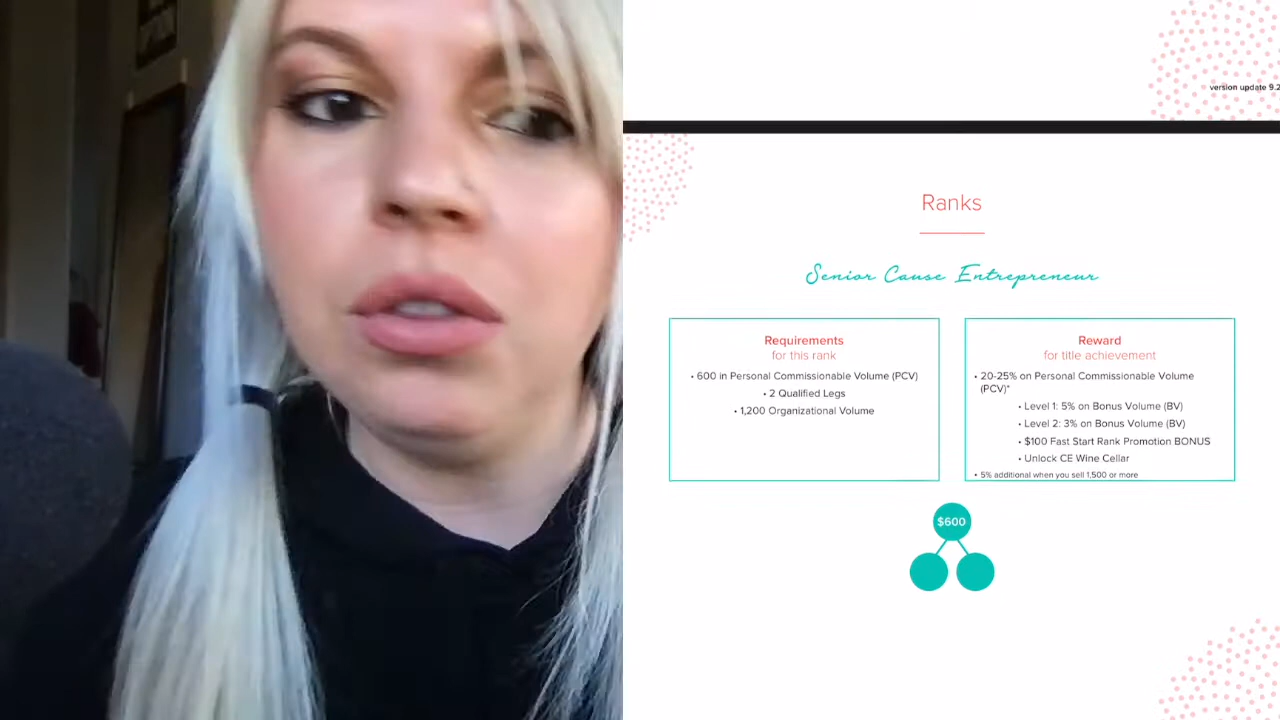 version update 9.2
Ranks
Senior Cause Entrepreneur
Requirements
for this rank
• 600 in Personal Commissionable Volume (PCV)
• 2 Qualified Legs
• 1,200 Organizational Volume
Reward
for title achievement
• 20-25% on Personal Commissionable Volume
(PCV)*
• Level 1: 5% on Bonus Volume (BV)
• Level 2: 3% on Bonus Volume (BV)
• $100 Fast Start Rank Promotion BONUS
• Unlock CE Wine Cellar
• 5% additional when you sell 1,500 or more
$600